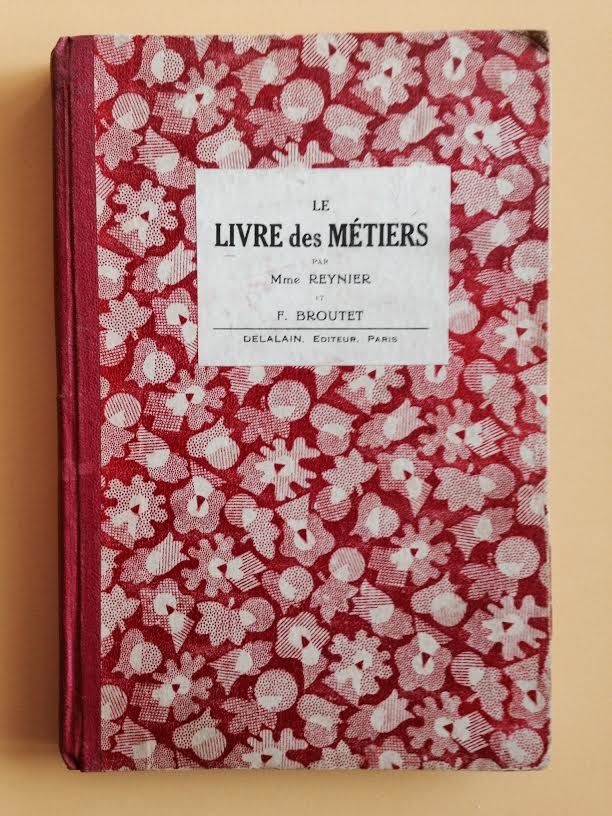 LE
LIVRE des MÉTIERS
PAR
Mme REYNIER
ET
F. BROUTET
DELALAIN, Editeur, Paris